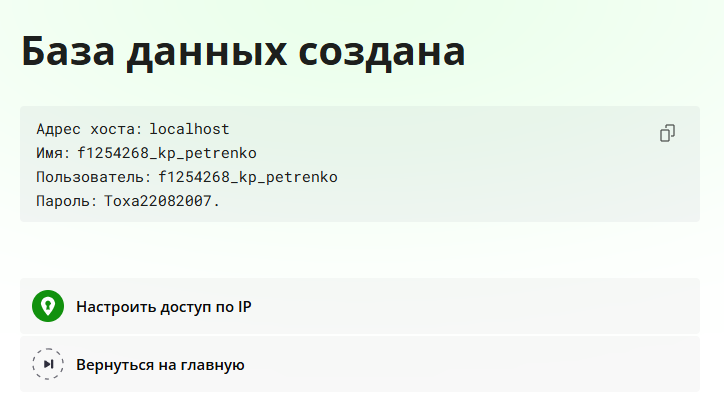 База данных создана
Адрес хоста: localhost
Имя: f1254268_kp_petrenko
Пользователь: f1254268_kp_petrenko
Пароль: Toxa22082007.
Настроить доступ по IP
Вернуться на главную